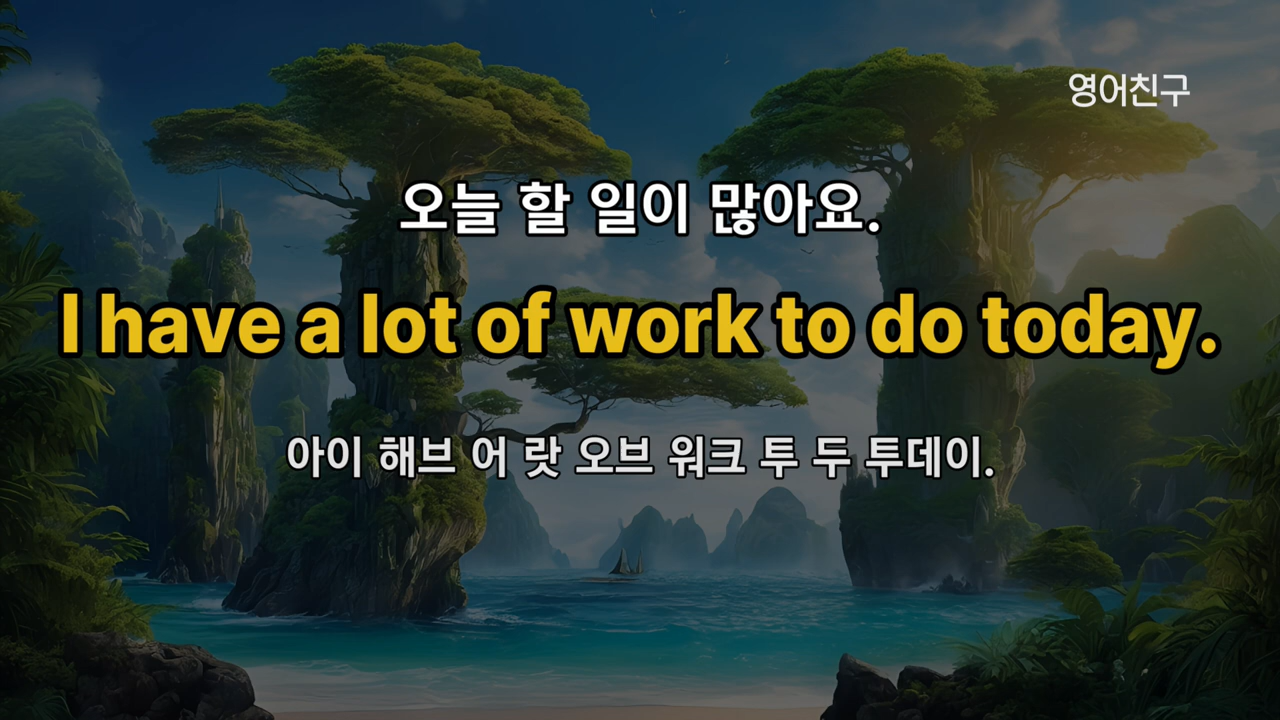 영어친구
오늘 할 일이 많아요.
I have a lot of work to do today.
아이 해브 어 랏 오브 워크 투 두 투데이.